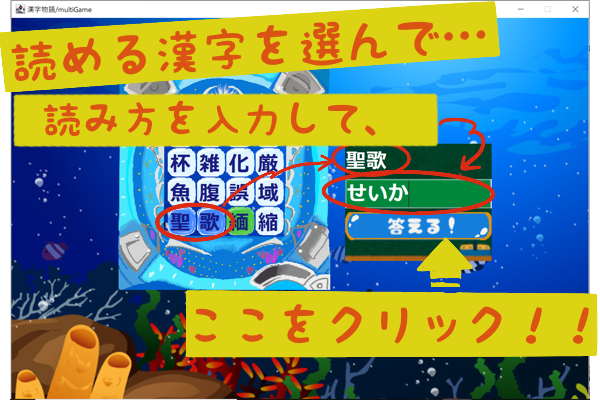 漢字物語/multiGame
読める漢字を選んで…
読み方を入力して、
杯 雑 化 厳
魚 腹 誤 域
聖 歌 緬 縮
聖歌
せいか
答える！
ここをクリック！！